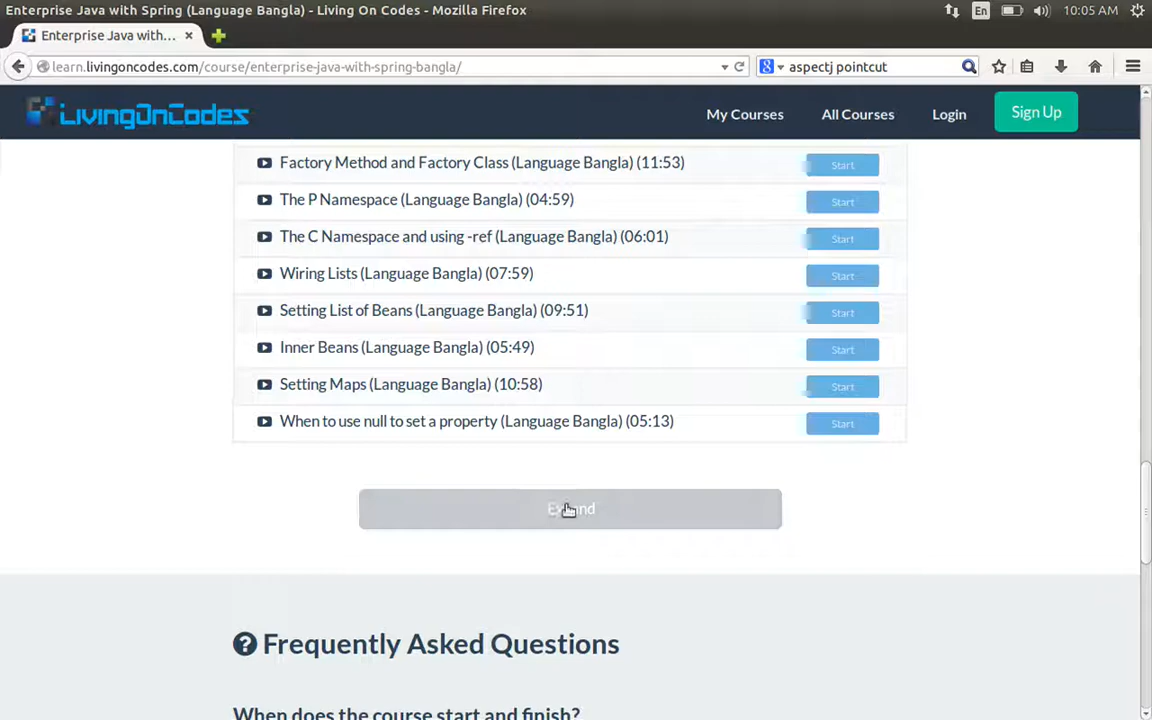 Enterprise Java with Spring (Language Bangla) - Living On Codes - Mozilla Firefox
En
10:05 AM
Enterprise Java with...
learn.livingoncodes.com/course/enterprise-java-with-spring-bangla/
aspectj pointcut
LivingOnCodes
My Courses
All Courses
Login
Sign Up
Factory Method and Factory Class (Language Bangla) (11:53)
Start
The P Namespace (Language Bangla) (04:59)
Start
The C Namespace and using -ref (Language Bangla) (06:01)
Start
Wiring Lists (Language Bangla) (07:59)
Start
Setting List of Beans (Language Bangla) (09:51)
Start
Inner Beans (Language Bangla) (05:49)
Start
Setting Maps (Language Bangla) (10:58)
Start
When to use null to set a property (Language Bangla) (05:13)
Start
Expand
Frequently Asked Questions
When does the course start and finish?